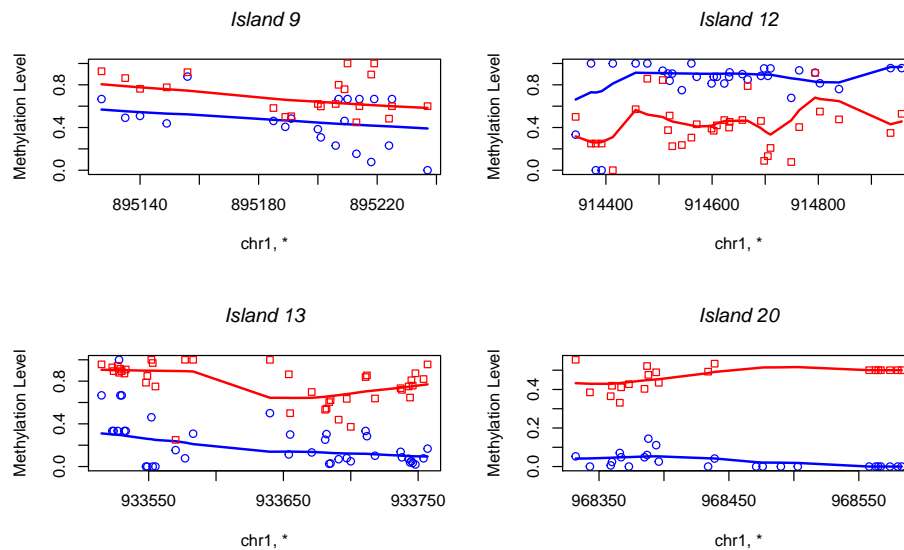 Island 9
Methylation Level
0.0 0.4 0.8
895140 895180 895220
chr1, *
Island 12
Methylation Level
0.0 0.4 0.8
914400 914600 914800
chr1, *
Island 13
Methylation Level
0.0 0.4 0.8
933550 933650 933750
chr1, *
Island 20
Methylation Level
0.0 0.2 0.4
968350 968450 968550
chr1, *